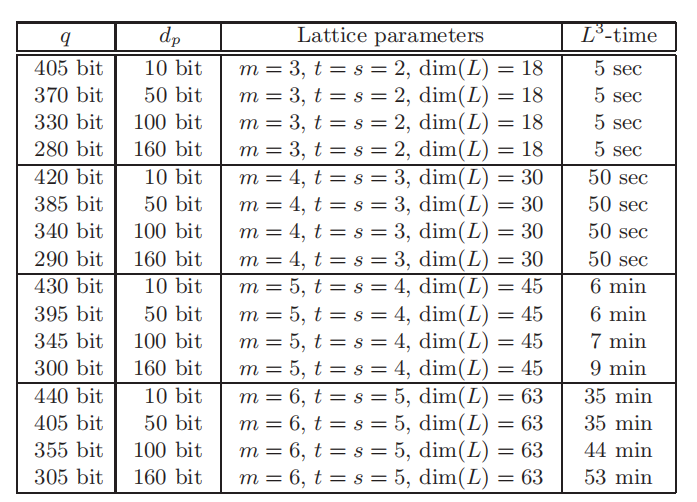 q d_p Lattice parameters L³-time
405 bit 10 bit m = 3, t = s = 2, dim(L) = 18 5 sec
370 bit 50 bit m = 3, t = s = 2, dim(L) = 18 5 sec
330 bit 100 bit m = 3, t = s = 2, dim(L) = 18 5 sec
280 bit 160 bit m = 3, t = s = 2, dim(L) = 18 5 sec
420 bit 10 bit m = 4, t = s = 3, dim(L) = 30 50 sec
385 bit 50 bit m = 4, t = s = 3, dim(L) = 30 50 sec
340 bit 100 bit m = 4, t = s = 3, dim(L) = 30 50 sec
290 bit 160 bit m = 4, t = s = 3, dim(L) = 30 50 sec
430 bit 10 bit m = 5, t = s = 4, dim(L) = 45 6 min
395 bit 50 bit m = 5, t = s = 4, dim(L) = 45 6 min
345 bit 100 bit m = 5, t = s = 4, dim(L) = 45 7 min
300 bit 160 bit m = 5, t = s = 4, dim(L) = 45 9 min
440 bit 10 bit m = 6, t = s = 5, dim(L) = 63 35 min
405 bit 50 bit m = 6, t = s = 5, dim(L) = 63 35 min
355 bit 100 bit m = 6, t = s = 5, dim(L) = 63 44 min
305 bit 160 bit m = 6, t = s = 5, dim(L) = 63 53 min